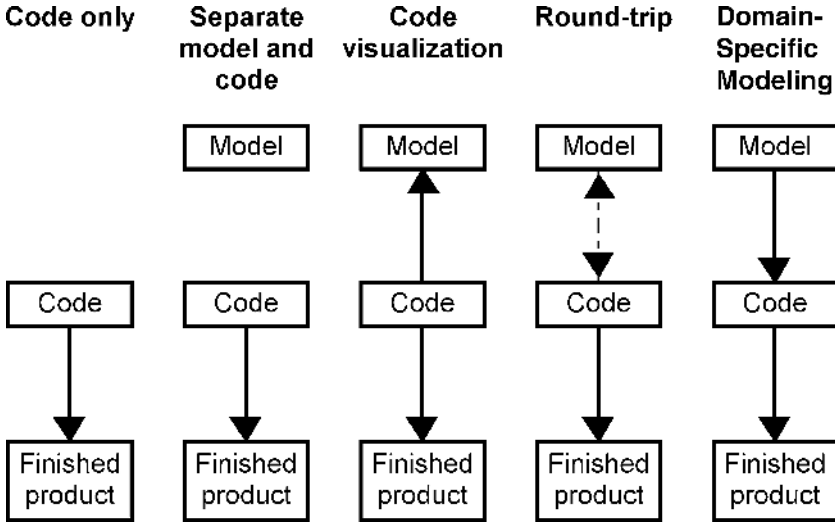 Code only
Separate
model and
code
Code
visualization
Round-trip
Domain-
Specific
Modeling
Model
Model
Model
Model
Code
Code
Code
Code
Code
Finished
product
Finished
product
Finished
product
Finished
product
Finished
product